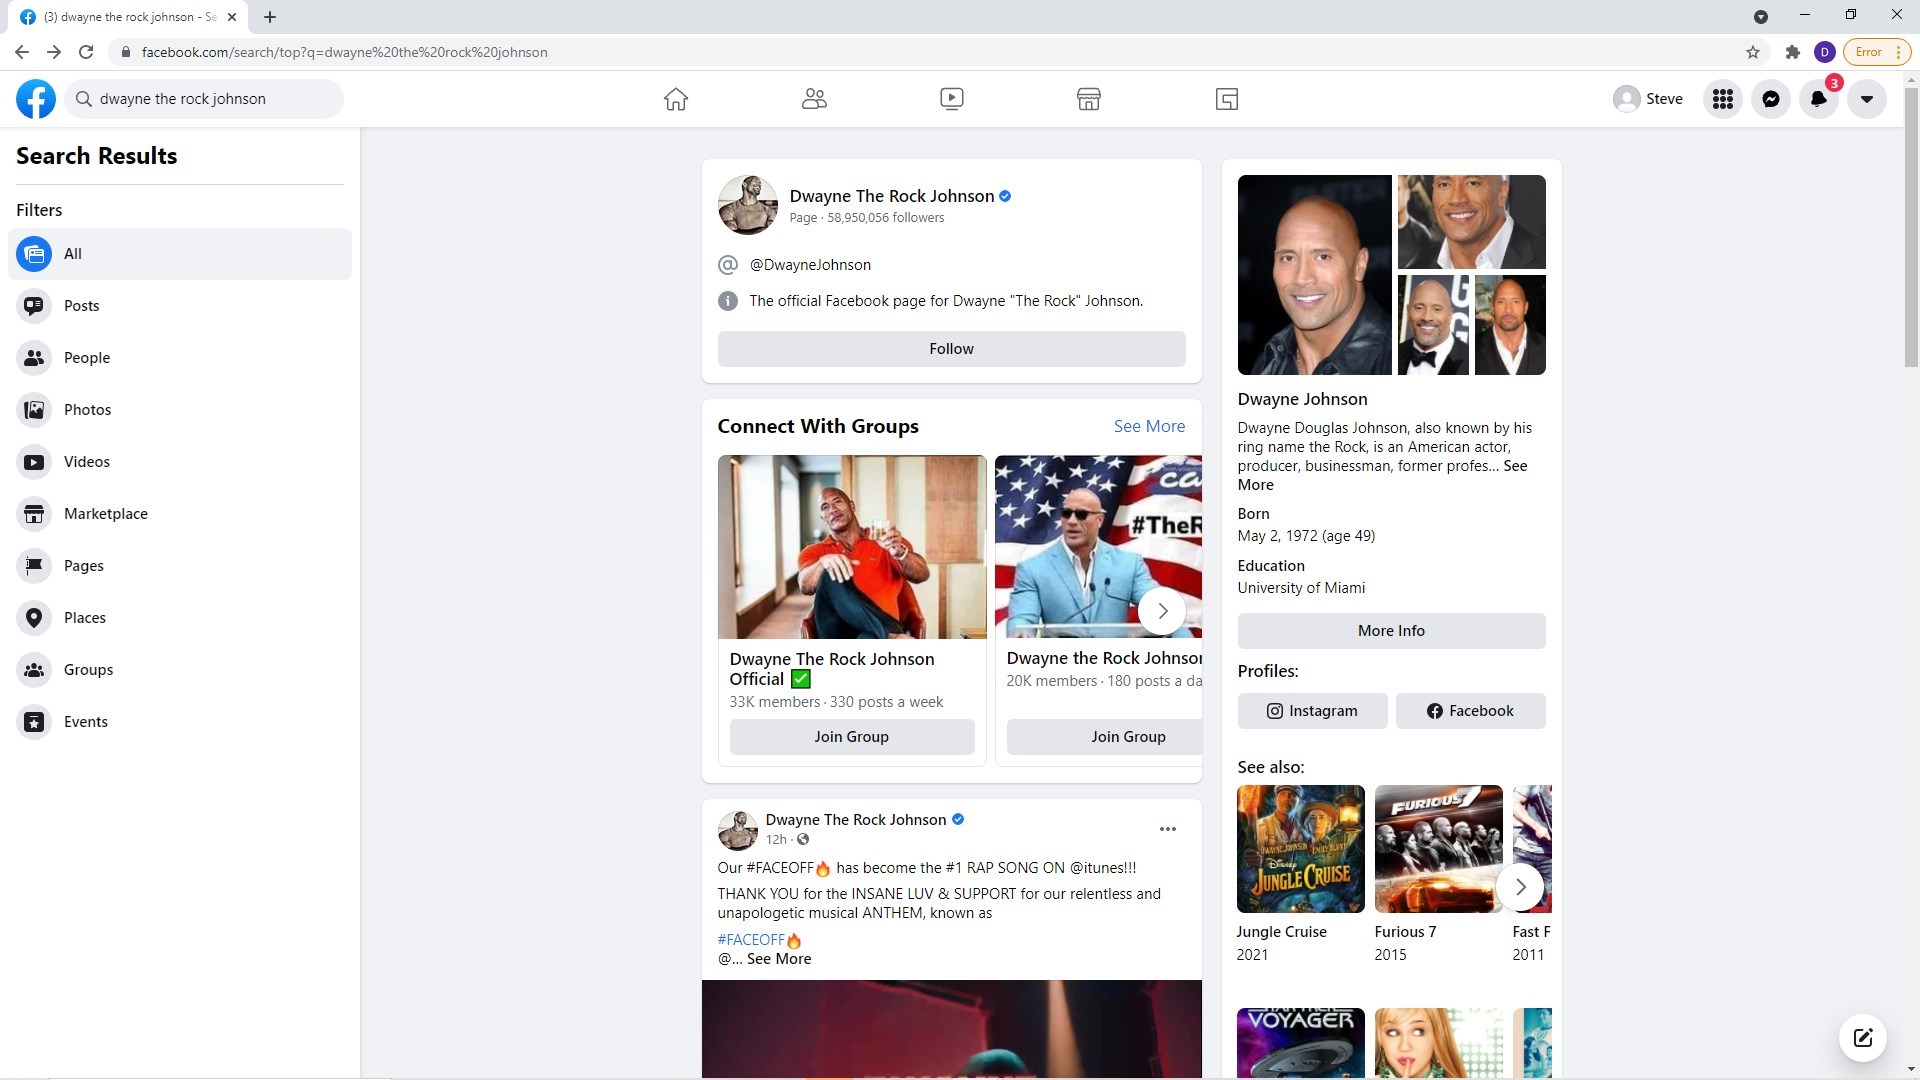 (3) dwayne the rock johnson - Se
facebook.com/search/top?q=dwayne%20the%20rock%20johnson
D
Error
dwayne the rock johnson
Steve
3
Search Results
Filters
All
Posts
People
Photos
Videos
Marketplace
Pages
Places
Groups
Events
Dwayne The Rock Johnson
Page · 58,950,056 followers
@DwayneJohnson
The official Facebook page for Dwayne "The Rock" Johnson.
Follow
Connect With Groups
See More
ca
#TheR
Dwayne The Rock Johnson
Official ✅
33K members · 330 posts a week
Join Group
Dwayne the Rock Johnson
20K members · 180 posts a da
Join Group
Dwayne The Rock Johnson
12h ·
Our #FACEOFF🔥 has become the #1 RAP SONG ON @itunes!!!
THANK YOU for the INSANE LUV & SUPPORT for our relentless and
unapologetic musical ANTHEM, known as
#FACEOFF🔥
@... See More
Dwayne Johnson
Dwayne Douglas Johnson, also known by his
ring name the Rock, is an American actor,
producer, businessman, former profes... See
More
Born
May 2, 1972 (age 49)
Education
University of Miami
More Info
Profiles:
Instagram
Facebook
See also:
DWAYNE JOHNSON EMILY BLUNT
Disney
JUNGLE CRUISE
FURIOUS 7
Jungle Cruise
2021
Furious 7
2015
Fast F
2011
STAR TREK
VOYAGER